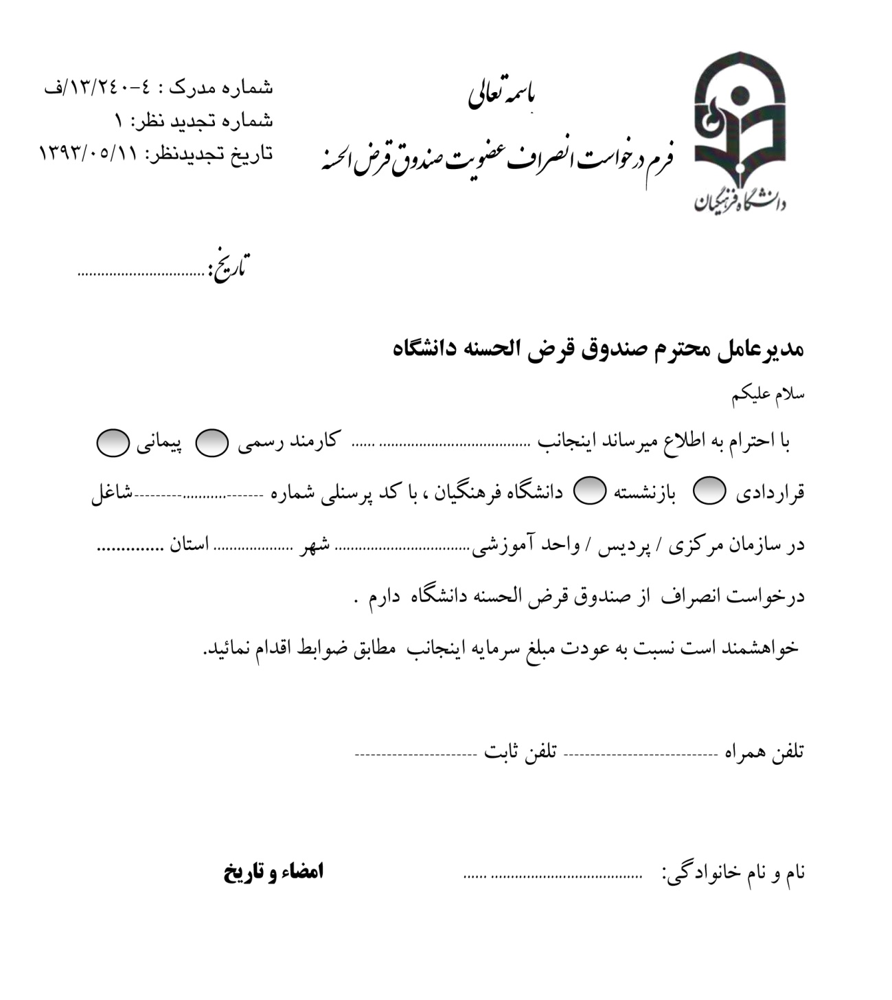 باسمه تعالی
فرم درخواست انصراف عضویت صندوق قرض الحسنه
دانشگاه فرهنگیان
شماره مدرک : ٤-١٣/٢٤٠/ف
شماره تجدید نظر: ١
تاریخ تجدیدنظر: ١٣٩٣/٠٥/١١
تاریخ: ................................
مدیرعامل محترم صندوق قرض الحسنه دانشگاه
سلام علیکم
با احترام به اطلاع میرساند اینجانب ...................................... ...... کارمند رسمی پیمانی
قراردادی بازنشسته دانشگاه فرهنگیان ، با کد پرسنلی شماره -------...........---------شاغل
در سازمان مرکزی / پردیس / واحد آموزشی.................................. شهر .................... استان ..............
درخواست انصراف از صندوق قرض الحسنه دانشگاه دارم .
خواهشمند است نسبت به عودت مبلغ سرمایه اینجانب مطابق ضوابط اقدام نمائید.
تلفن همراه ----------------------------- تلفن ثابت -----------------------
نام و نام خانوادگی: ...................................... ...... امضاء و تاریخ